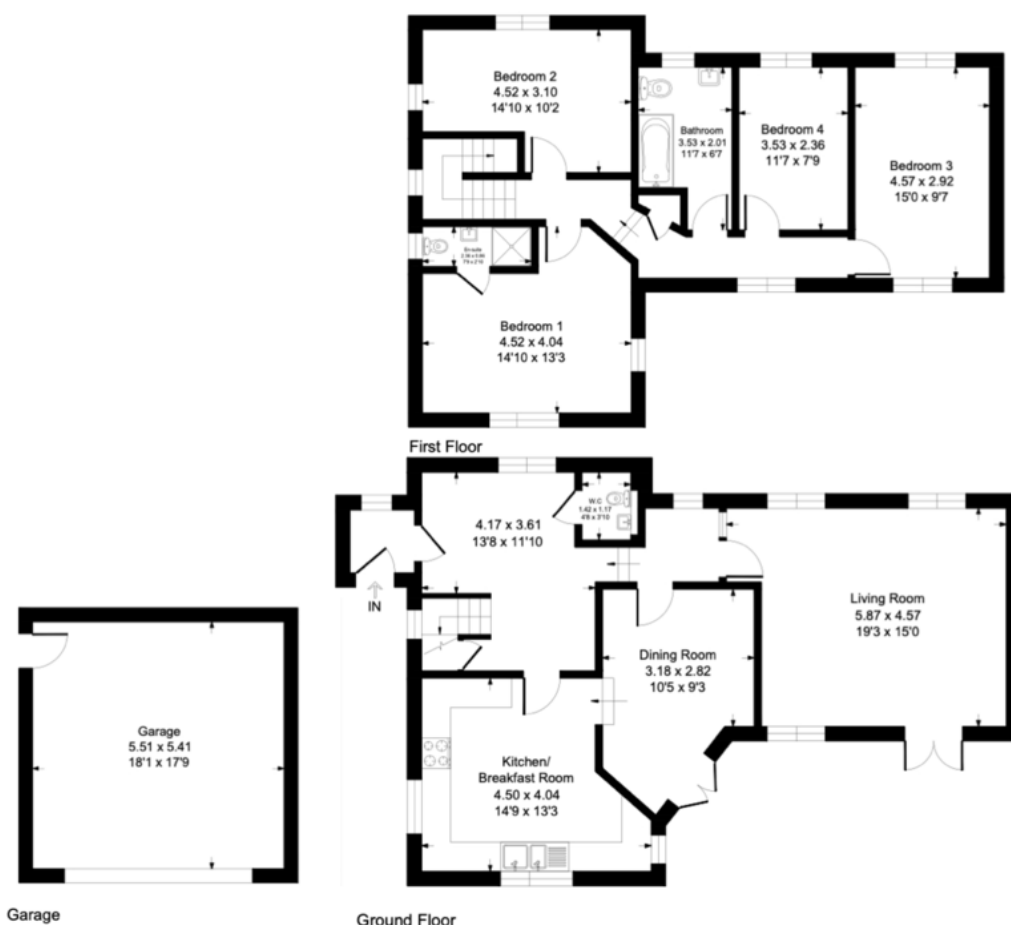 Bedroom 2
4.52 x 3.10
14'10 x 10'2
Bathroom
3.53 x 2.01
11'7 x 6'7
Bedroom 4
3.53 x 2.36
11'7 x 7'9
Bedroom 3
4.57 x 2.92
15'0 x 9'7
Ensuite
Bedroom 1
4.52 x 4.04
14'10 x 13'3
First Floor
W.C
1.42 x 1.17
4'8 x 3'10
4.17 x 3.61
13'8 x 11'10
IN
Living Room
5.87 x 4.57
19'3 x 15'0
Dining Room
3.18 x 2.82
10'5 x 9'3
Garage
5.51 x 5.41
18'1 x 17'9
Kitchen/
Breakfast Room
4.50 x 4.04
14'9 x 13'3
Garage
Ground Floor